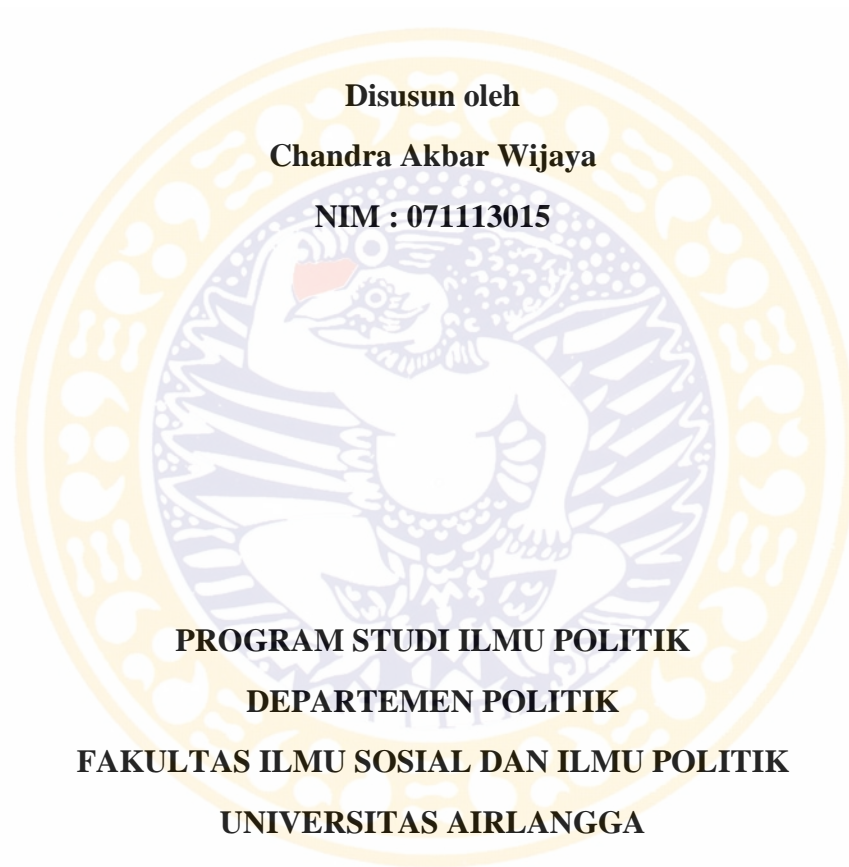 Disusun oleh
Chandra Akbar Wijaya
NIM : 071113015
PROGRAM STUDI ILMU POLITIK
DEPARTEMEN POLITIK
FAKULTAS ILMU SOSIAL DAN ILMU POLITIK
UNIVERSITAS AIRLANGGA